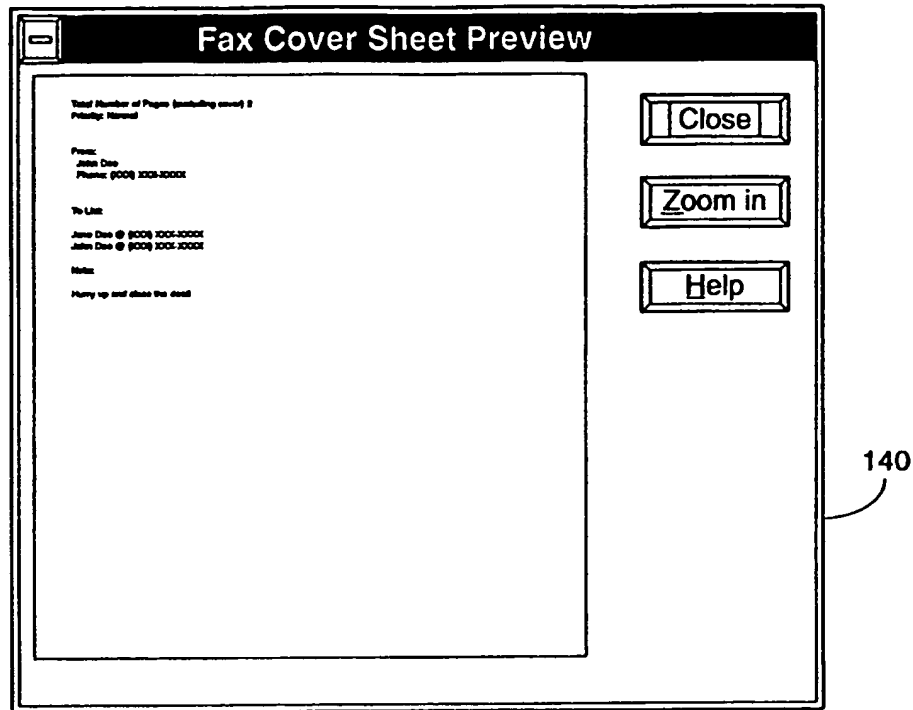 Fax Cover Sheet Preview
Total Number of Pages (excluding cover) 2
Priority: Normal
From:
John Doe
Phone: (XXX) XXX-XXXX
To List:
Jane Doe @ (XXX) XXX-XXXX
John Doe @ (XXX) XXX-XXXX
Note:
Hurry up and close the deal!
Close
Zoom in
Help
140